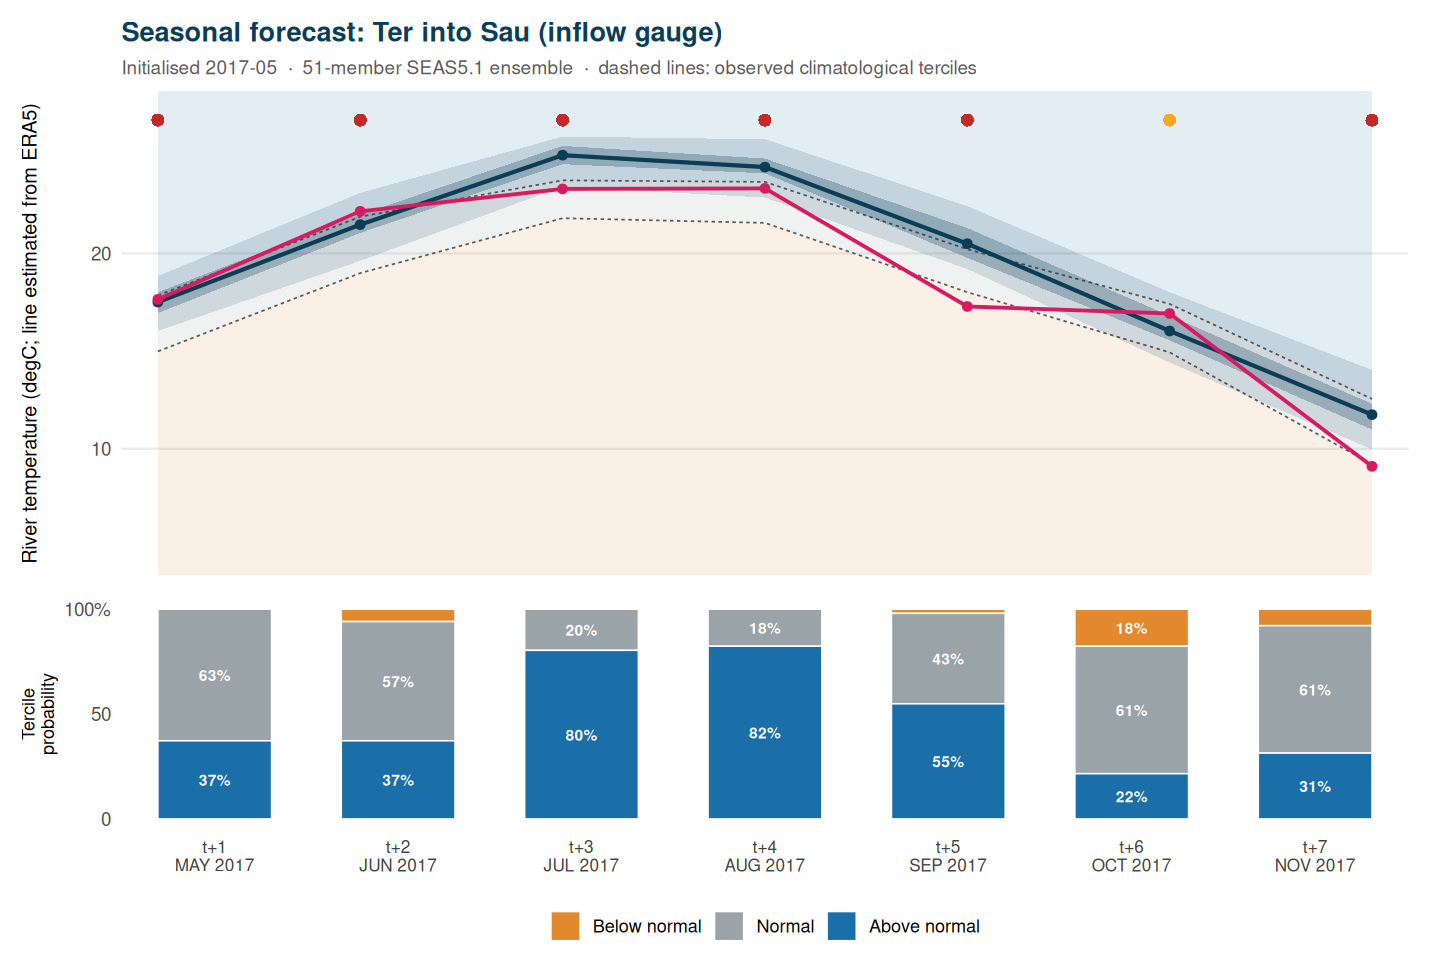 Seasonal forecast: Ter into Sau (inflow gauge)
Initialised 2017-05 · 51-member SEAS5.1 ensemble · dashed lines: observed climatological terciles
River temperature (degC; line estimated from ERA5)
20
10
Tercile
probability
100%
50
0
63%
37%
57%
37%
20%
80%
18%
82%
43%
55%
18%
61%
22%
61%
31%
t+1
MAY 2017
t+2
JUN 2017
t+3
JUL 2017
t+4
AUG 2017
t+5
SEP 2017
t+6
OCT 2017
t+7
NOV 2017
Below normal
Normal
Above normal